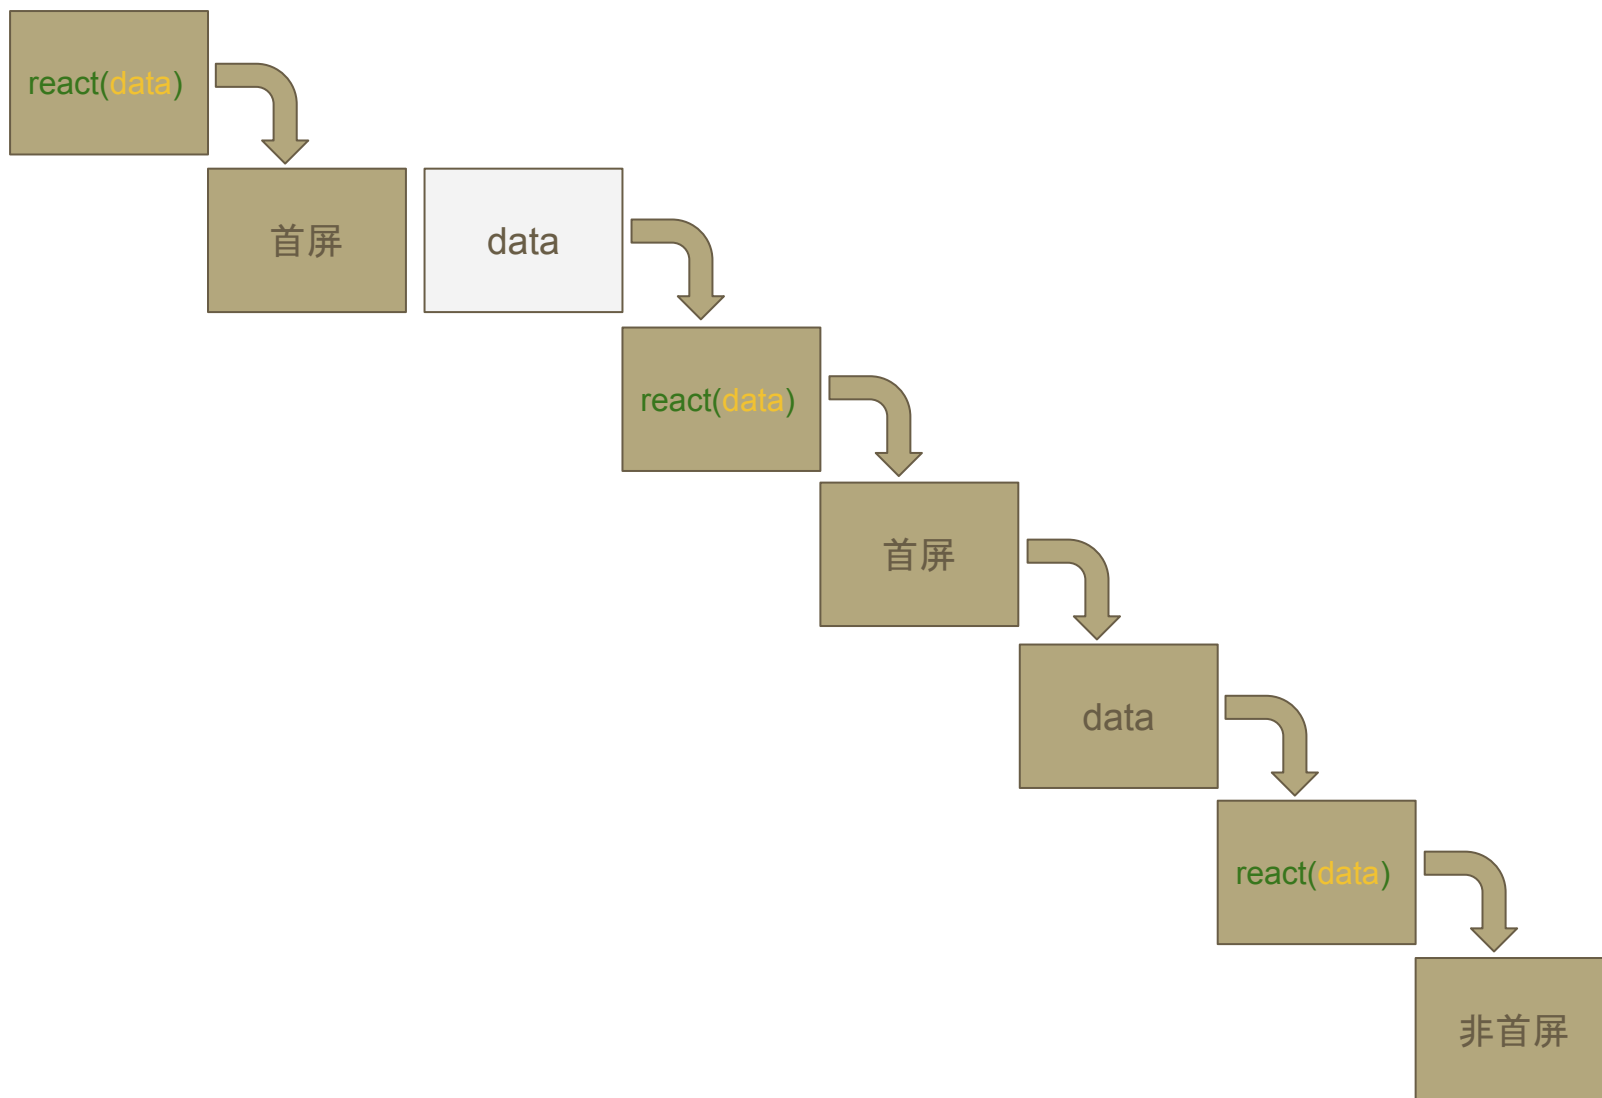 react(data)
首屏
data
react(data)
首屏
data
react(data)
非首屏